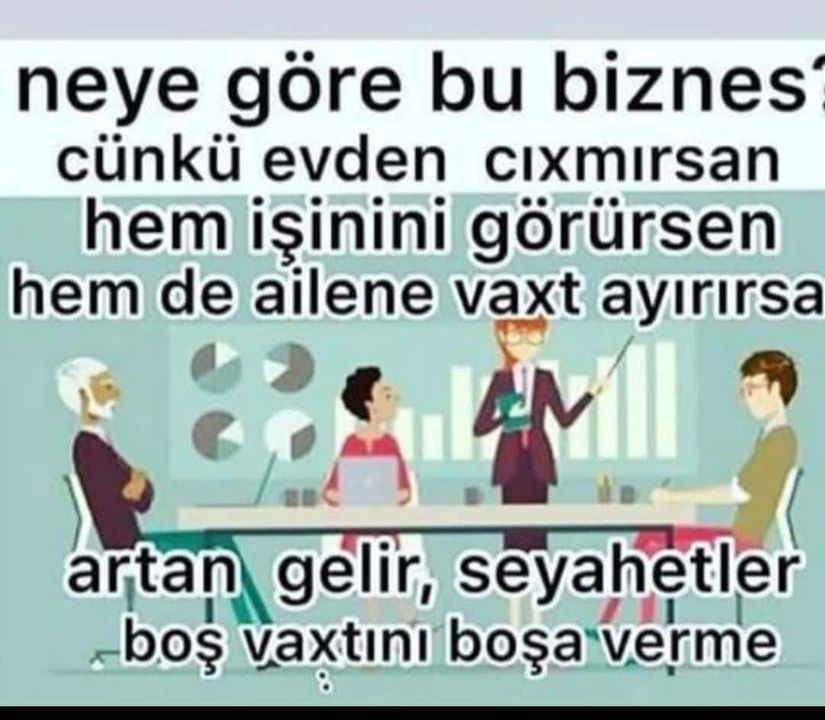 neye göre bu biznes?
cünkü evden cıxmırsan
hem işinini görürsen
hem de ailene vaxt ayırırsa
artan gelir, seyahetler
boş vaxtını boşa verme
: